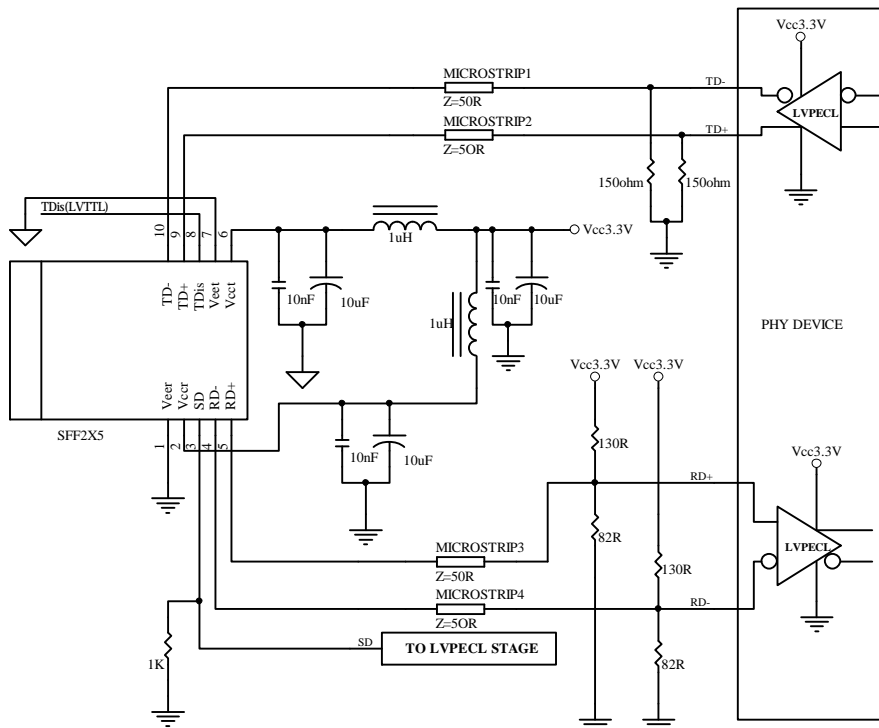 Vcc3.3V
MICROSTRIP1
TD-
Z=50R
LVPECL
MICROSTRIP2
TD+
Z=5OR
150ohm
150ohm
TDis(LVTTL)
10
9
8
7
6
1uH
Vcc3.3V
TD-
TD+
TDis
Veet
Vcct
10nF
10uF
10nF
10uF
1uH
PHY DEVICE
Veer
Vccr
SD
RD-
RD+
SFF2X5
1
2
3
4
5
Vcc3.3V
Vcc3.3V
10nF
10uF
130R
Vcc3.3V
RD+
82R
MICROSTRIP3
Z=50R
LVPECL
130R
MICROSTRIP4
RD-
Z=5OR
SD
TO LVPECL STAGE
1K
82R